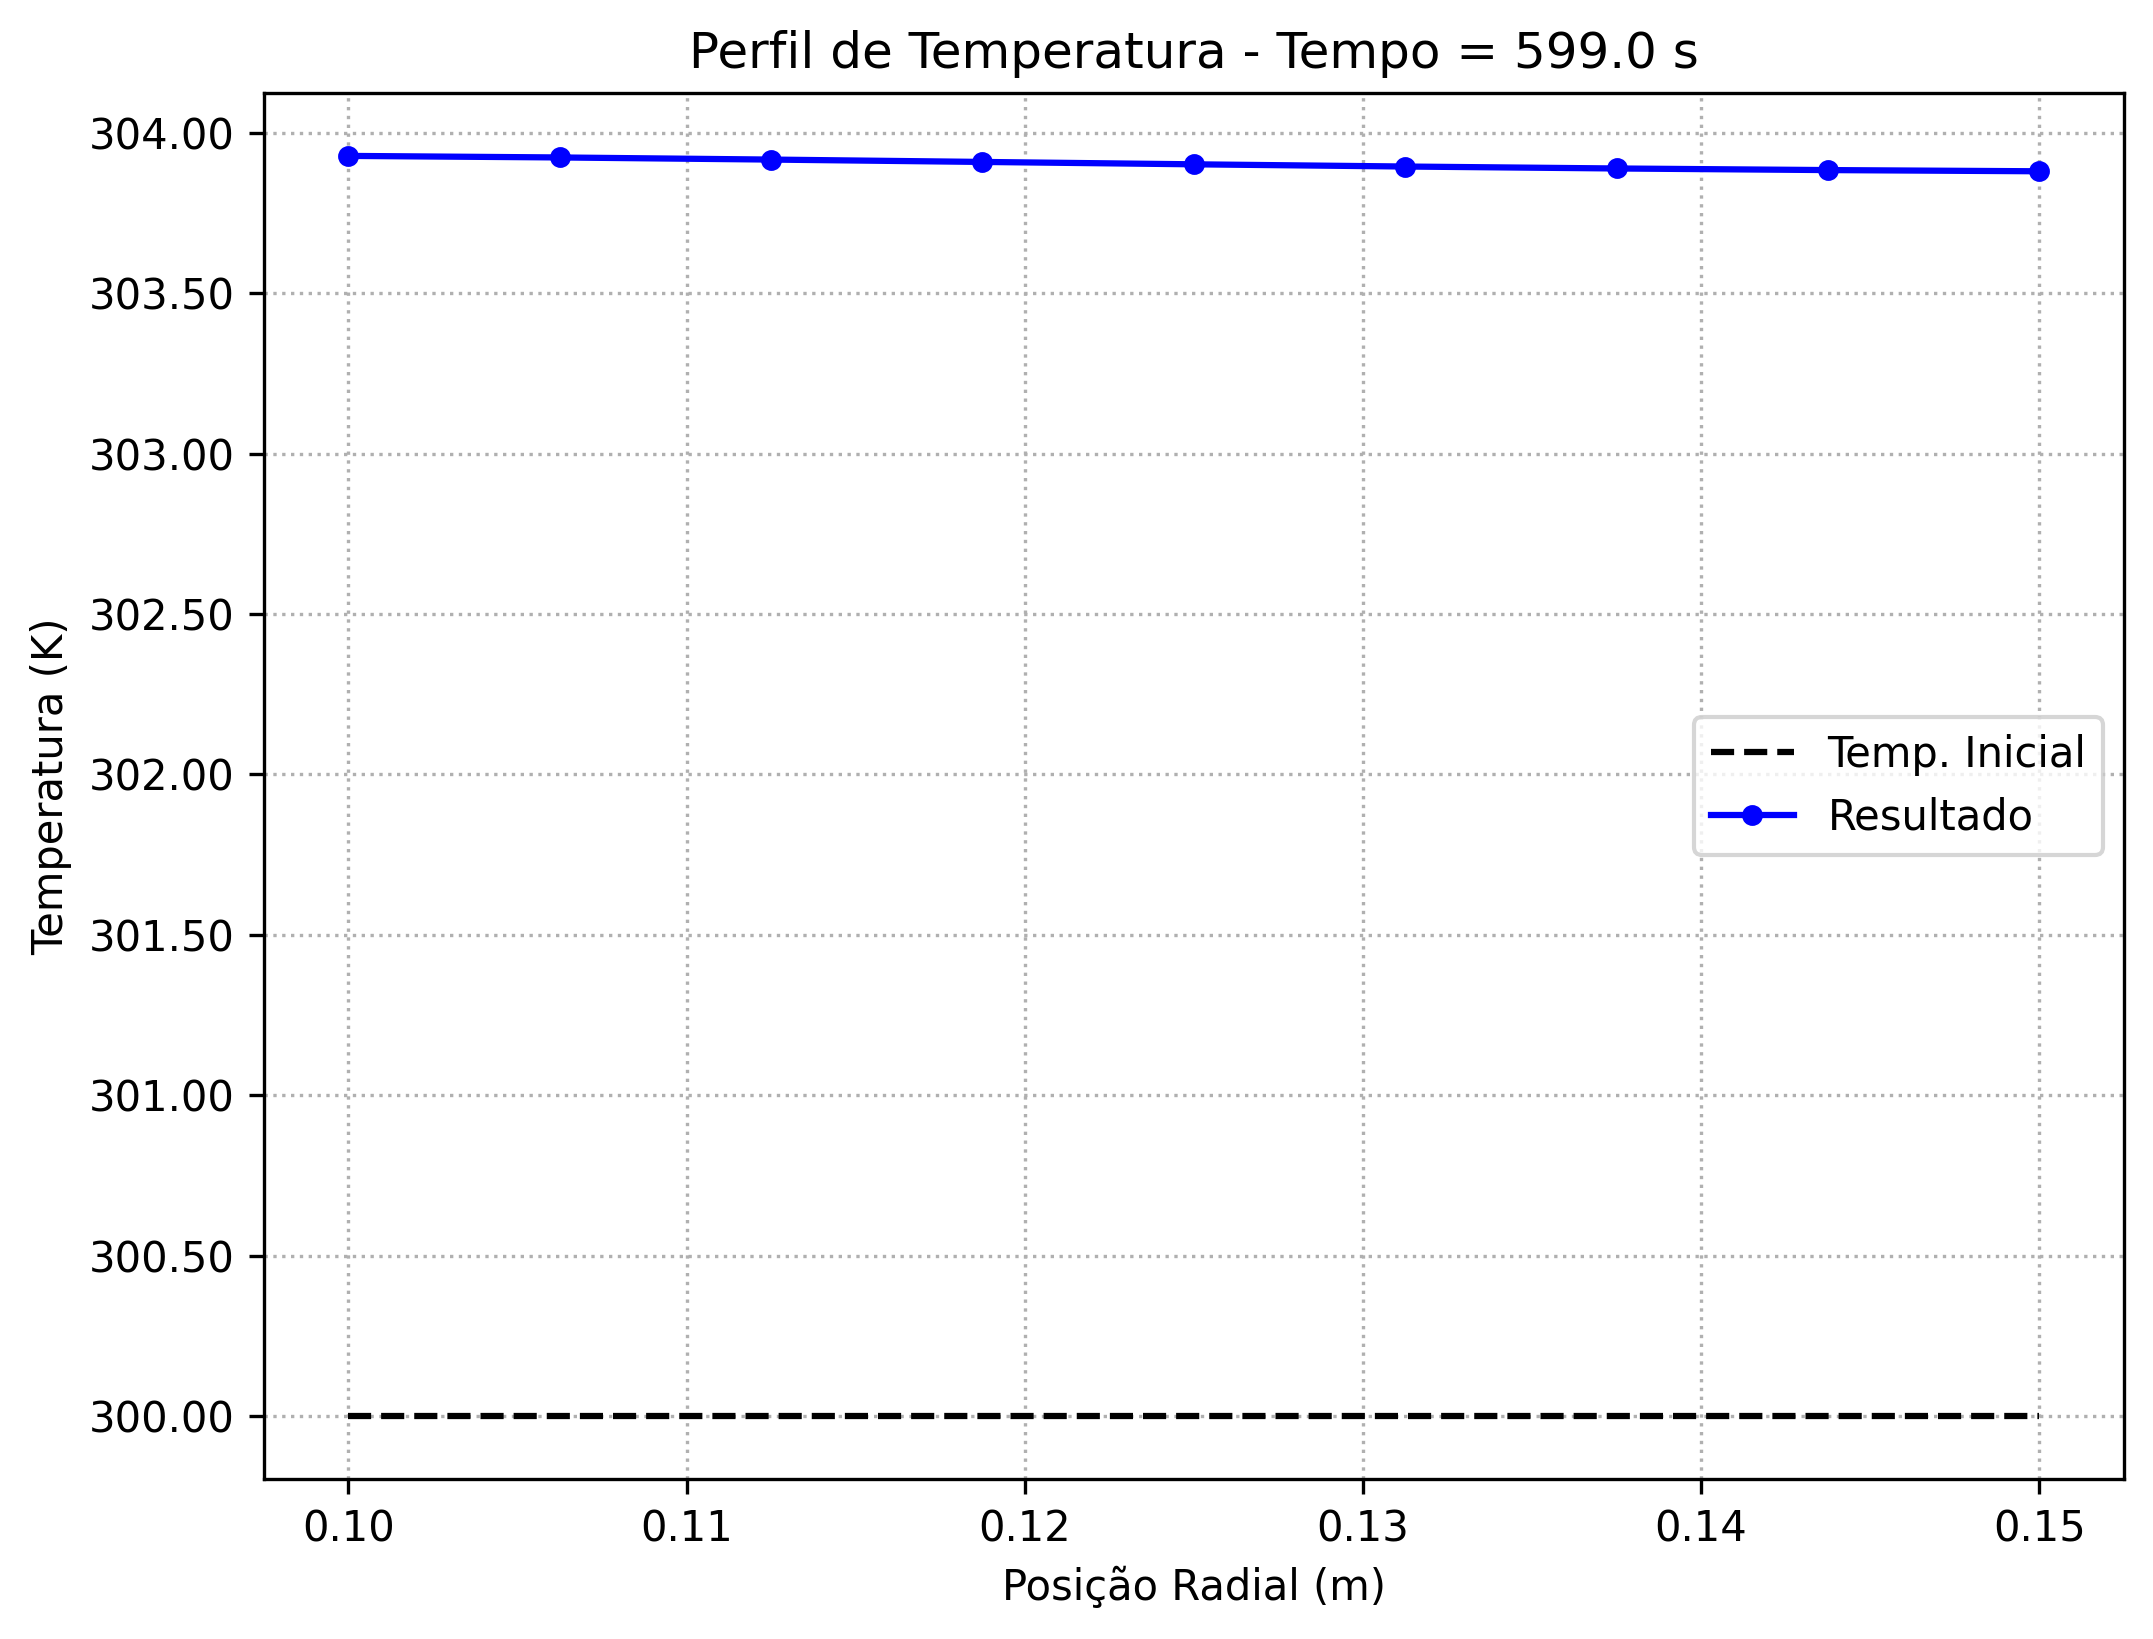 Perfil de Temperatura - Tempo = 599.0 s
304.00
303.50
303.00
302.50
302.00
301.50
301.00
300.50
300.00
Temperatura (K)
Temp. Inicial
Resultado
0.10 0.11 0.12 0.13 0.14 0.15
Posição Radial (m)